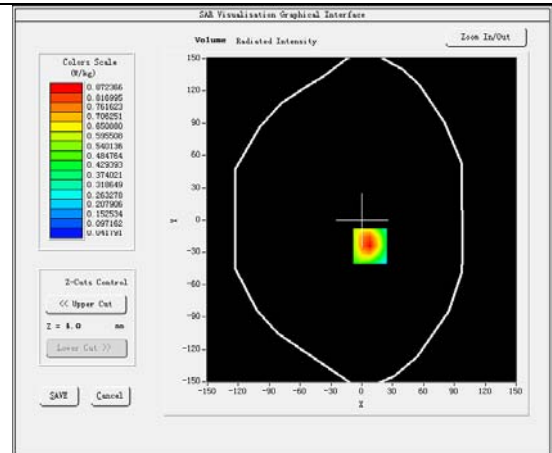 SAR Visualisation Graphical Interface
Volume Radiated Intensity
Zoom In/Out
Colors Scale
(W/kg)
0.872366
0.816995
0.761623
0.706251
0.650880
0.595508
0.540136
0.484764
0.429393
0.374021
0.318649
0.263278
0.207906
0.152534
0.097162
0.041791
Z-Cuts Control
<< Upper Cut
Z = 4.0 mm
Lower Cut >>
SAVE Cancel
150
120
90
60
30
0
-30
-60
-90
-120
-150
Y
-150 -120 -90 -60 -30 0 30 60 90 120 150
X